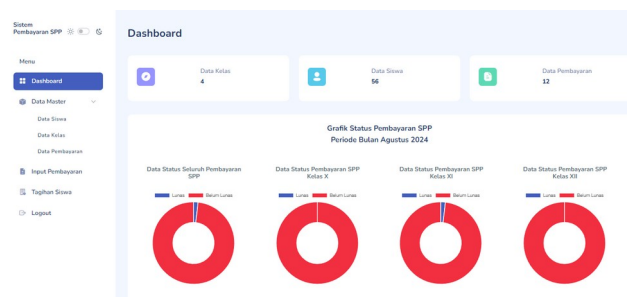 Sistem
Pembayaran SPP
Dashboard
Menu
Dashboard
Data Master
Data Siswa
Data Kelas
Data Pembayaran
Input Pembayaran
Tagihan Siswa
Logout
Data Kelas
4
Data Siswa
56
Data Pembayaran
12
Grafik Status Pembayaran SPP
Periode Bulan Agustus 2024
Data Status Seluruh Pembayaran
SPP
Lunas Belum Lunas
Data Status Pembayaran SPP
Kelas X
Lunas Belum Lunas
Data Status Pembayaran SPP
Kelas XI
Lunas Belum Lunas
Data Status Pembayaran SPP
Kelas XII
Lunas Belum Lunas